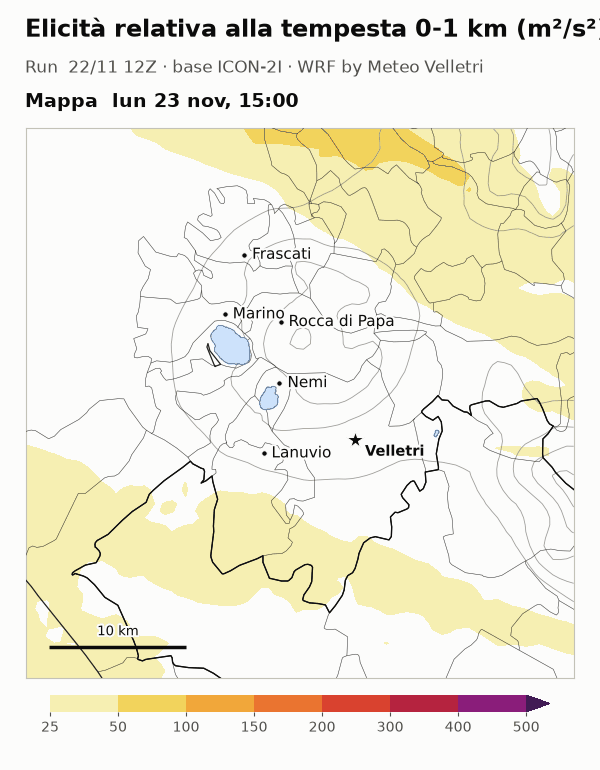 Elicità relativa alla tempesta 0-1 km (m²/s²)
Run 22/11 12Z · base ICON-2I · WRF by Meteo Velletri
Mappa lun 23 nov, 15:00
Frascati
Marino
Rocca di Papa
Nemi
Velletri
Lanuvio
10 km
25 50 100 150 200 300 400 500